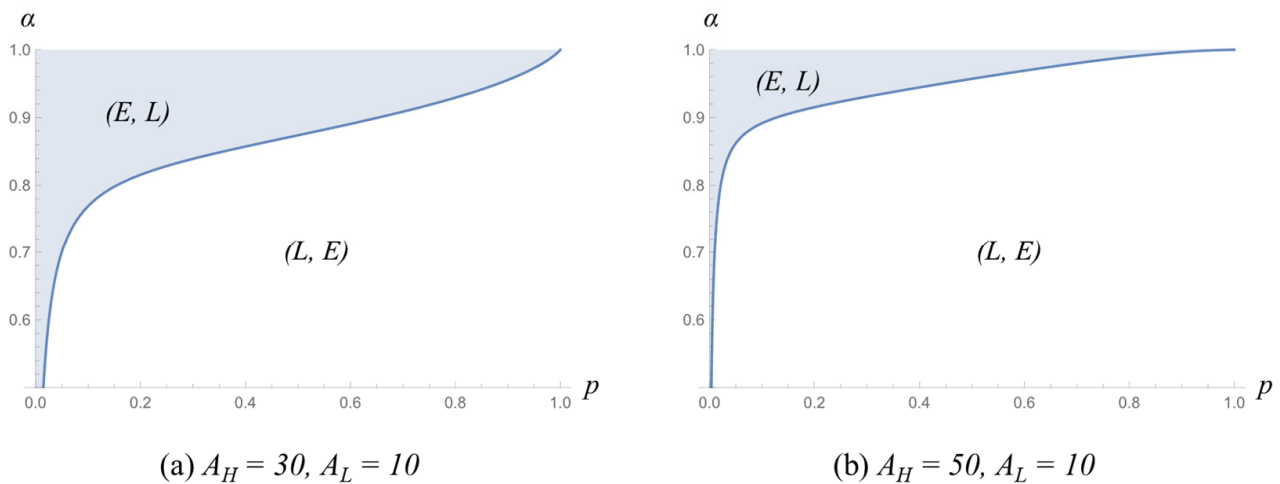 α
1.0
0.9
0.8
0.7
0.6
(E, L)
(L, E)
0.0 0.2 0.4 0.6 0.8 1.0 p
(a) A_H = 30, A_L = 10
α
1.0
0.9
0.8
0.7
0.6
(E, L)
(L, E)
0.0 0.2 0.4 0.6 0.8 1.0 p
(b) A_H = 50, A_L = 10